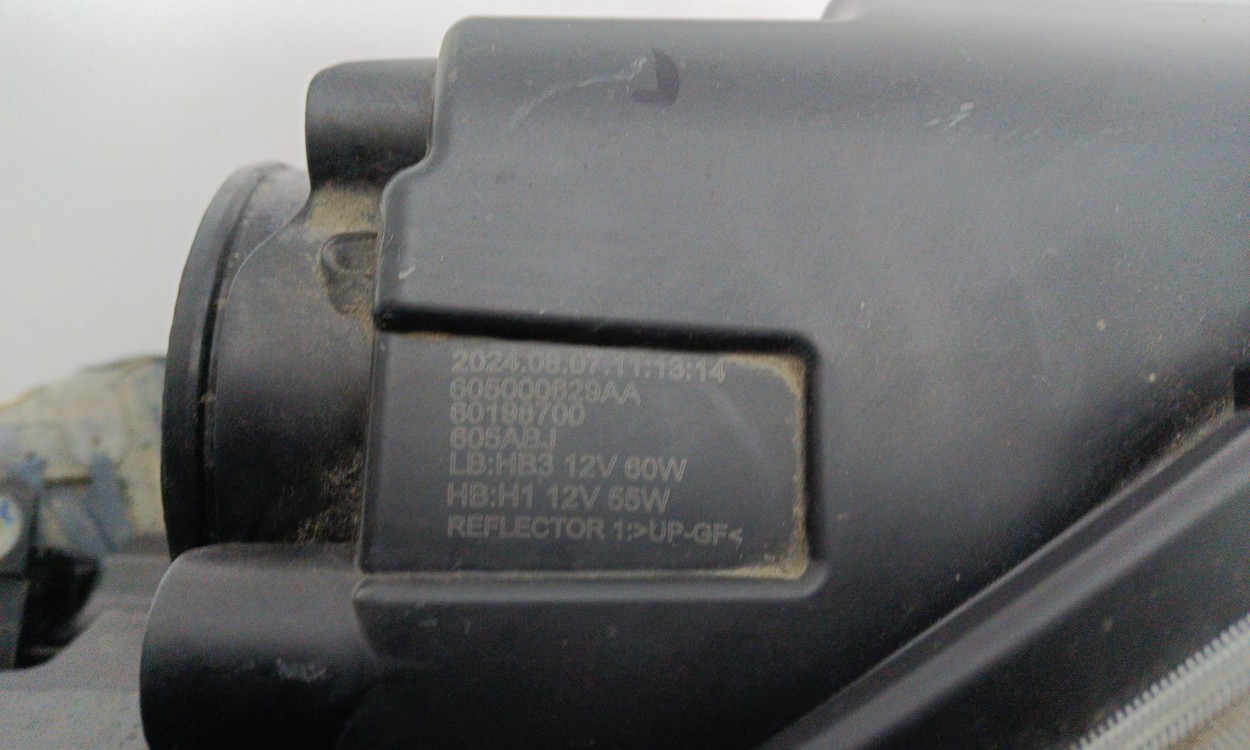 2024.08.07.11:13:14
605000629AA
60198700
605ABJ
LB:HB3 12V 60W
HB:H1 12V 55W
REFLECTOR 1:>UP-GF<